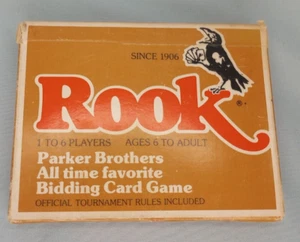 SINCE 1906
Rook®
1 TO 6 PLAYERS AGES 6 TO ADULT
Parker Brothers
All time favorite
Bidding Card Game
OFFICIAL TOURNAMENT RULES INCLUDED